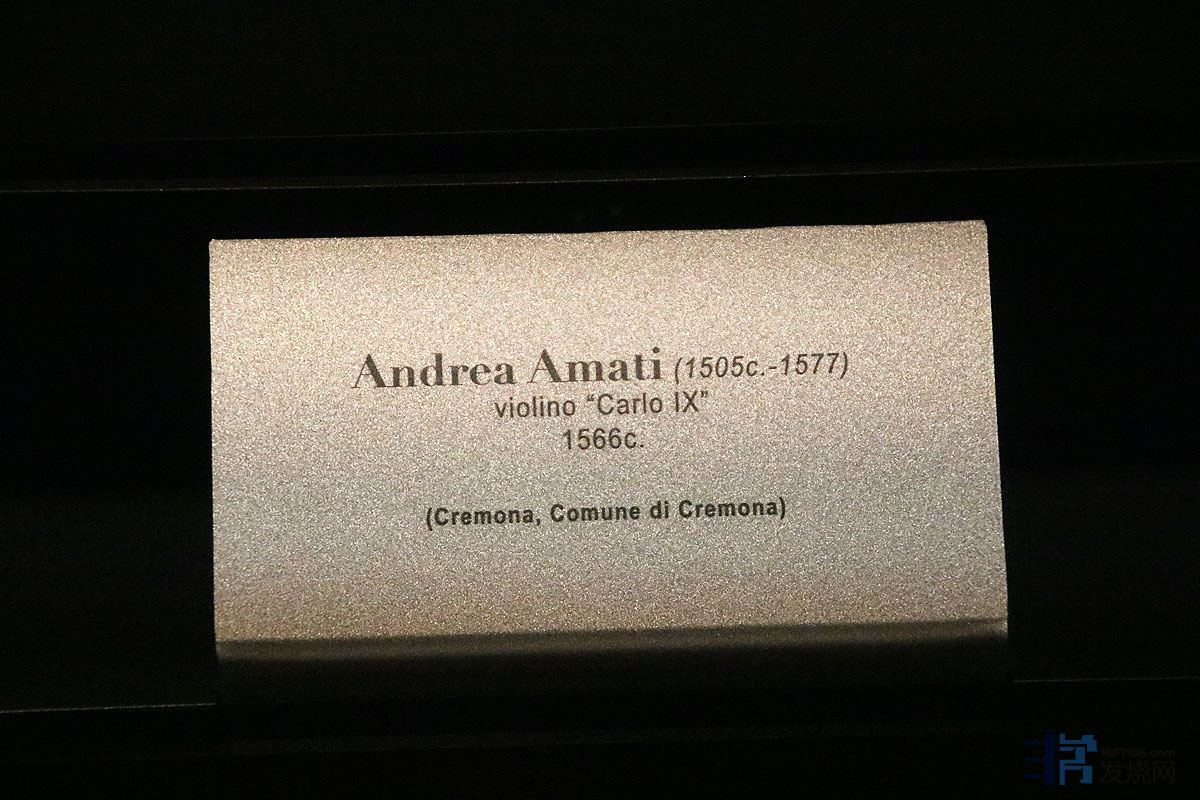 Andrea Amati (1505c.-1577)
violino “Carlo IX”
1566c.
(Cremona, Comune di Cremona)
HIFI168.com
发烧网